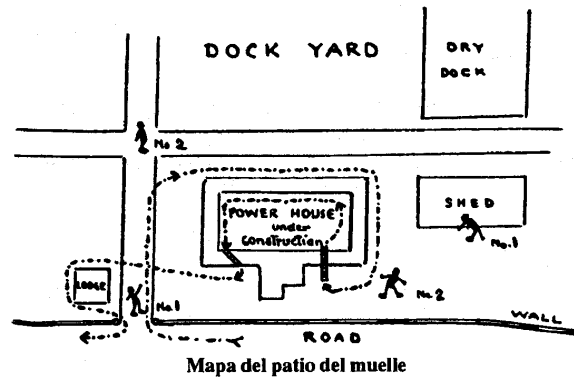 DOCK YARD
DRY
DOCK
No 2
POWER HOUSE
under
Construction
SHED
No. 1
LODGE
No 1
No 2
WALL
ROAD
Mapa del patio del muelle